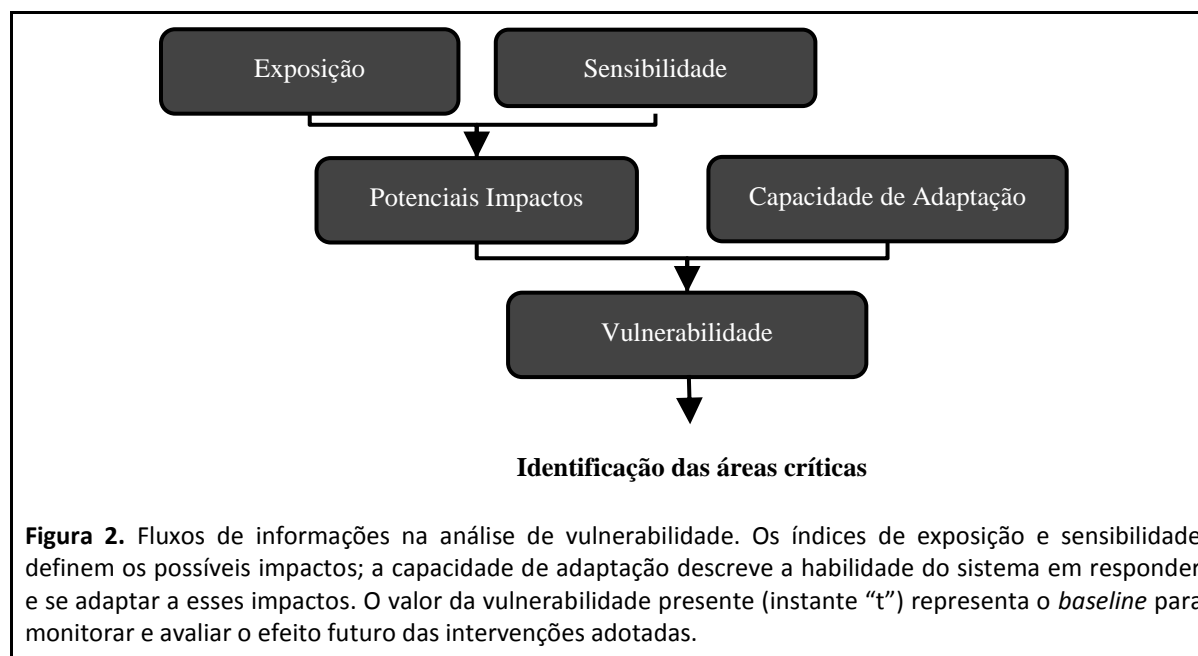 Exposição
Sensibilidade
Potenciais Impactos
Capacidade de Adaptação
Vulnerabilidade
Identificação das áreas críticas
Figura 2. Fluxos de informações na análise de vulnerabilidade. Os índices de exposição e sensibilidade
definem os possíveis impactos; a capacidade de adaptação descreve a habilidade do sistema em responder
e se adaptar a esses impactos. O valor da vulnerabilidade presente (instante “t”) representa o baseline para
monitorar e avaliar o efeito futuro das intervenções adotadas.